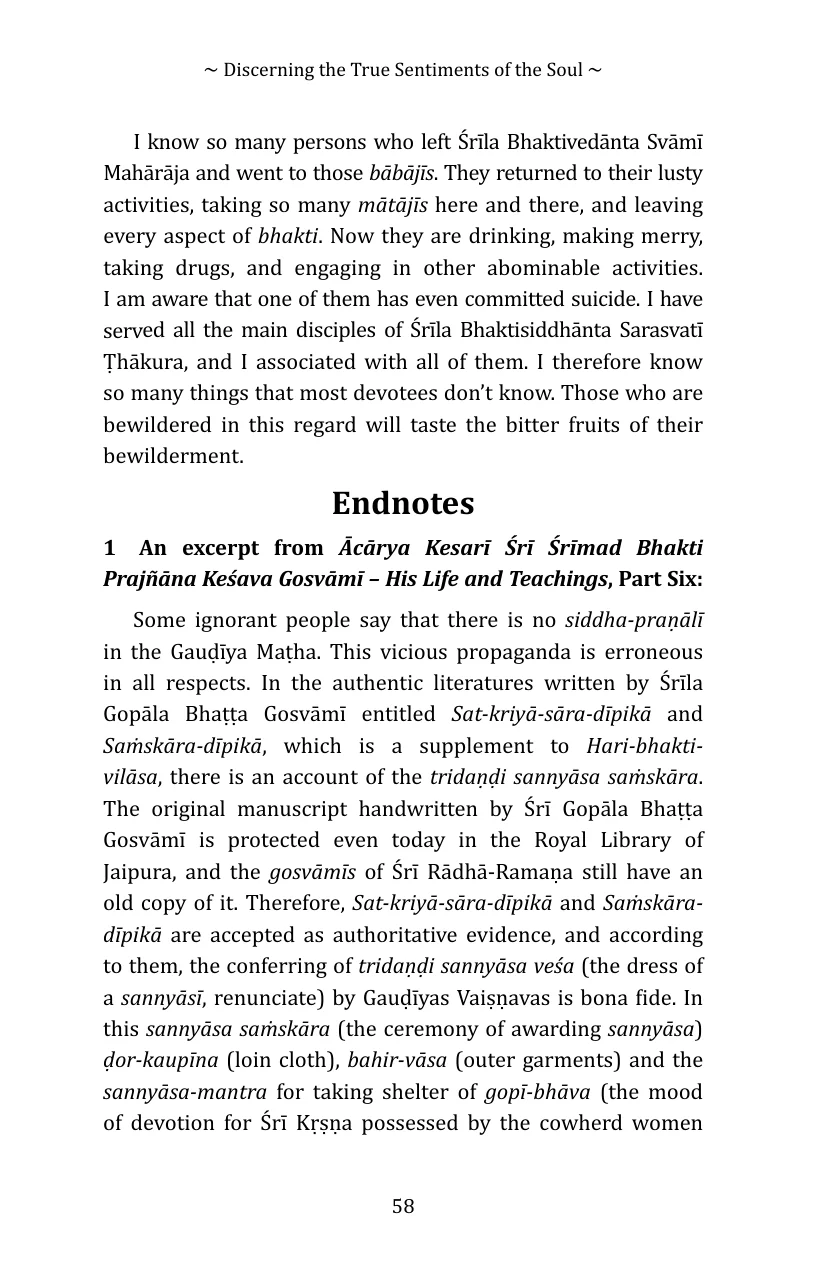 ~ Discerning the True Sentiments of the Soul ~
I know so many persons who left Śrīla Bhaktivedānta Svāmī
Mahārāja and went to those bābājīs. They returned to their lusty
activities, taking so many mātājīs here and there, and leaving
every aspect of bhakti. Now they are drinking, making merry,
taking drugs, and engaging in other abominable activities.
I am aware that one of them has even committed suicide. I have
served all the main disciples of Śrīla Bhaktisiddhānta Sarasvatī
Ṭhākura, and I associated with all of them. I therefore know
so many things that most devotees don’t know. Those who are
bewildered in this regard will taste the bitter fruits of their
bewilderment.
Endnotes
1 An excerpt from Ācārya Kesarī Śrī Śrīmad Bhakti
Prajñāna Keśava Gosvāmī – His Life and Teachings, Part Six:
Some ignorant people say that there is no siddha-praṇālī
in the Gauḍīya Maṭha. This vicious propaganda is erroneous
in all respects. In the authentic literatures written by Śrīla
Gopāla Bhaṭṭa Gosvāmī entitled Sat-kriyā-sāra-dīpikā and
Saṁskāra-dīpikā, which is a supplement to Hari-bhakti-
vilāsa, there is an account of the tridaṇḍi sannyāsa saṁskāra.
The original manuscript handwritten by Śrī Gopāla Bhaṭṭa
Gosvāmī is protected even today in the Royal Library of
Jaipura, and the gosvāmīs of Śrī Rādhā-Ramaṇa still have an
old copy of it. Therefore, Sat-kriyā-sāra-dīpikā and Saṁskāra-
dīpikā are accepted as authoritative evidence, and according
to them, the conferring of tridaṇḍi sannyāsa veśa (the dress of
a sannyāsī, renunciate) by Gauḍīyas Vaiṣṇavas is bona fide. In
this sannyāsa saṁskāra (the ceremony of awarding sannyāsa)
ḍor-kaupīna (loin cloth), bahir-vāsa (outer garments) and the
sannyāsa-mantra for taking shelter of gopī-bhāva (the mood
of devotion for Śrī Kṛṣṇa possessed by the cowherd women
58